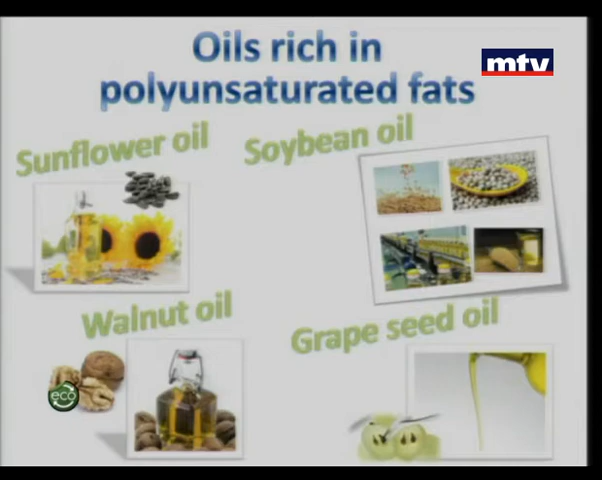 Oils rich in
polyunsaturated fats
mtv
Sunflower oil
Soybean oil
Walnut oil
Grape seed oil
eco